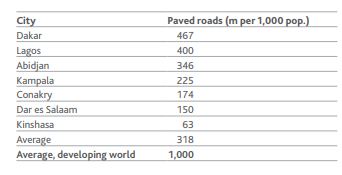 City Paved roads (m per 1,000 pop.)
Dakar 467
Lagos 400
Abidjan 346
Kampala 225
Conakry 174
Dar es Salaam 150
Kinshasa 63
Average 318
Average, developing world 1,000